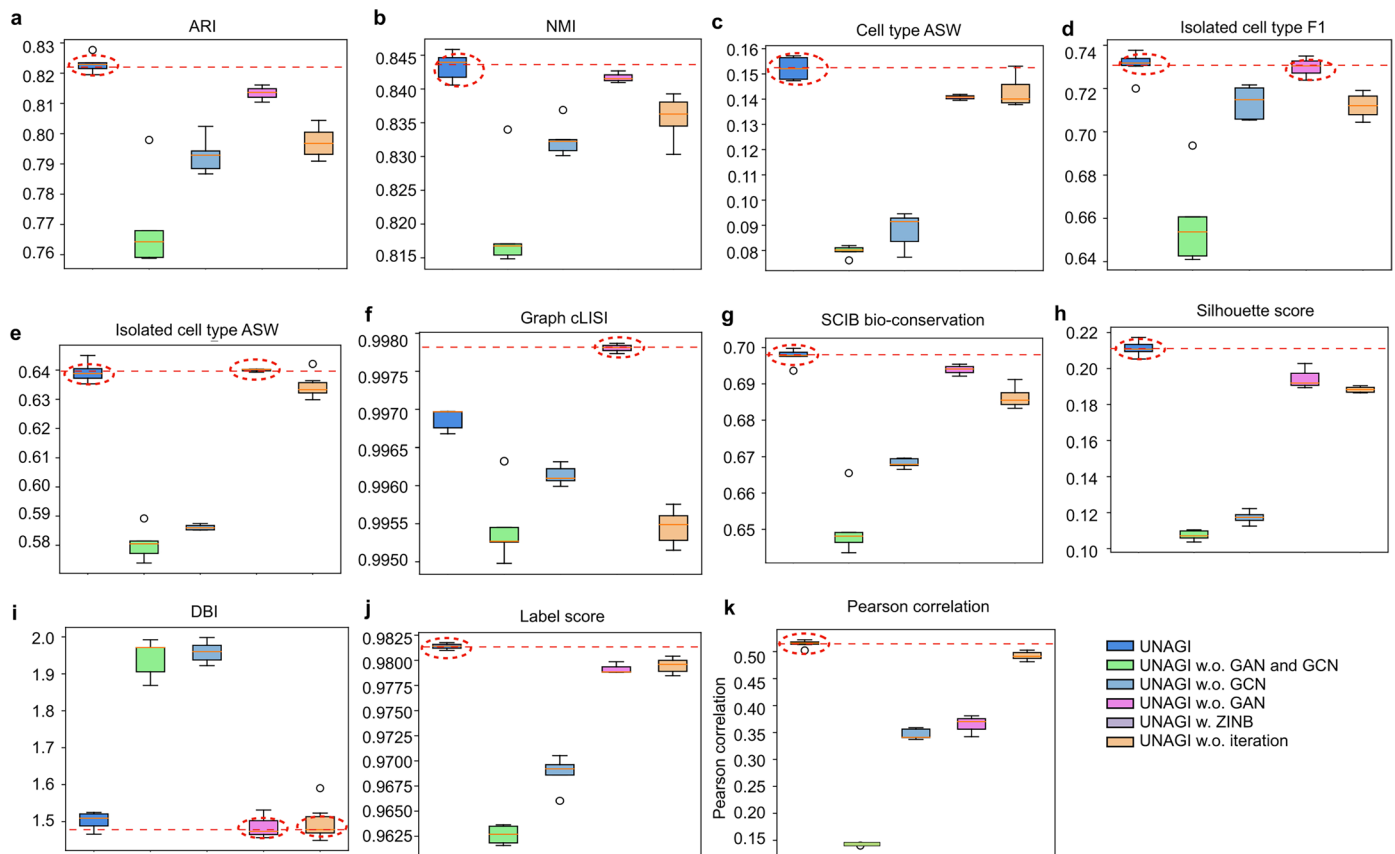 a
ARI
0.83
0.82
0.81
0.80
0.79
0.78
0.77
0.76
b
NMI
0.845
0.840
0.835
0.830
0.825
0.820
0.815
c
Cell type ASW
0.16
0.15
0.14
0.13
0.12
0.11
0.10
0.09
0.08
d
Isolated cell type F1
0.74
0.72
0.70
0.68
0.66
0.64
e
Isolated cell type ASW
0.64
0.63
0.62
0.61
0.60
0.59
0.58
f
Graph cLISI
0.9980
0.9975
0.9970
0.9965
0.9960
0.9955
0.9950
g
SCIB bio-conservation
0.70
0.69
0.68
0.67
0.66
0.65
h
Silhouette score
0.22
0.20
0.18
0.16
0.14
0.12
0.10
i
DBI
2.0
1.9
1.8
1.7
1.6
1.5
j
Label score
0.9825
0.9800
0.9775
0.9750
0.9725
0.9700
0.9675
0.9650
0.9625
k
Pearson correlation
Pearson correlation
0.50
0.45
0.40
0.35
0.30
0.25
0.20
0.15
UNAGI
UNAGI w.o. GAN and GCN
UNAGI w.o. GCN
UNAGI w.o. GAN
UNAGI w. ZINB
UNAGI w.o. iteration